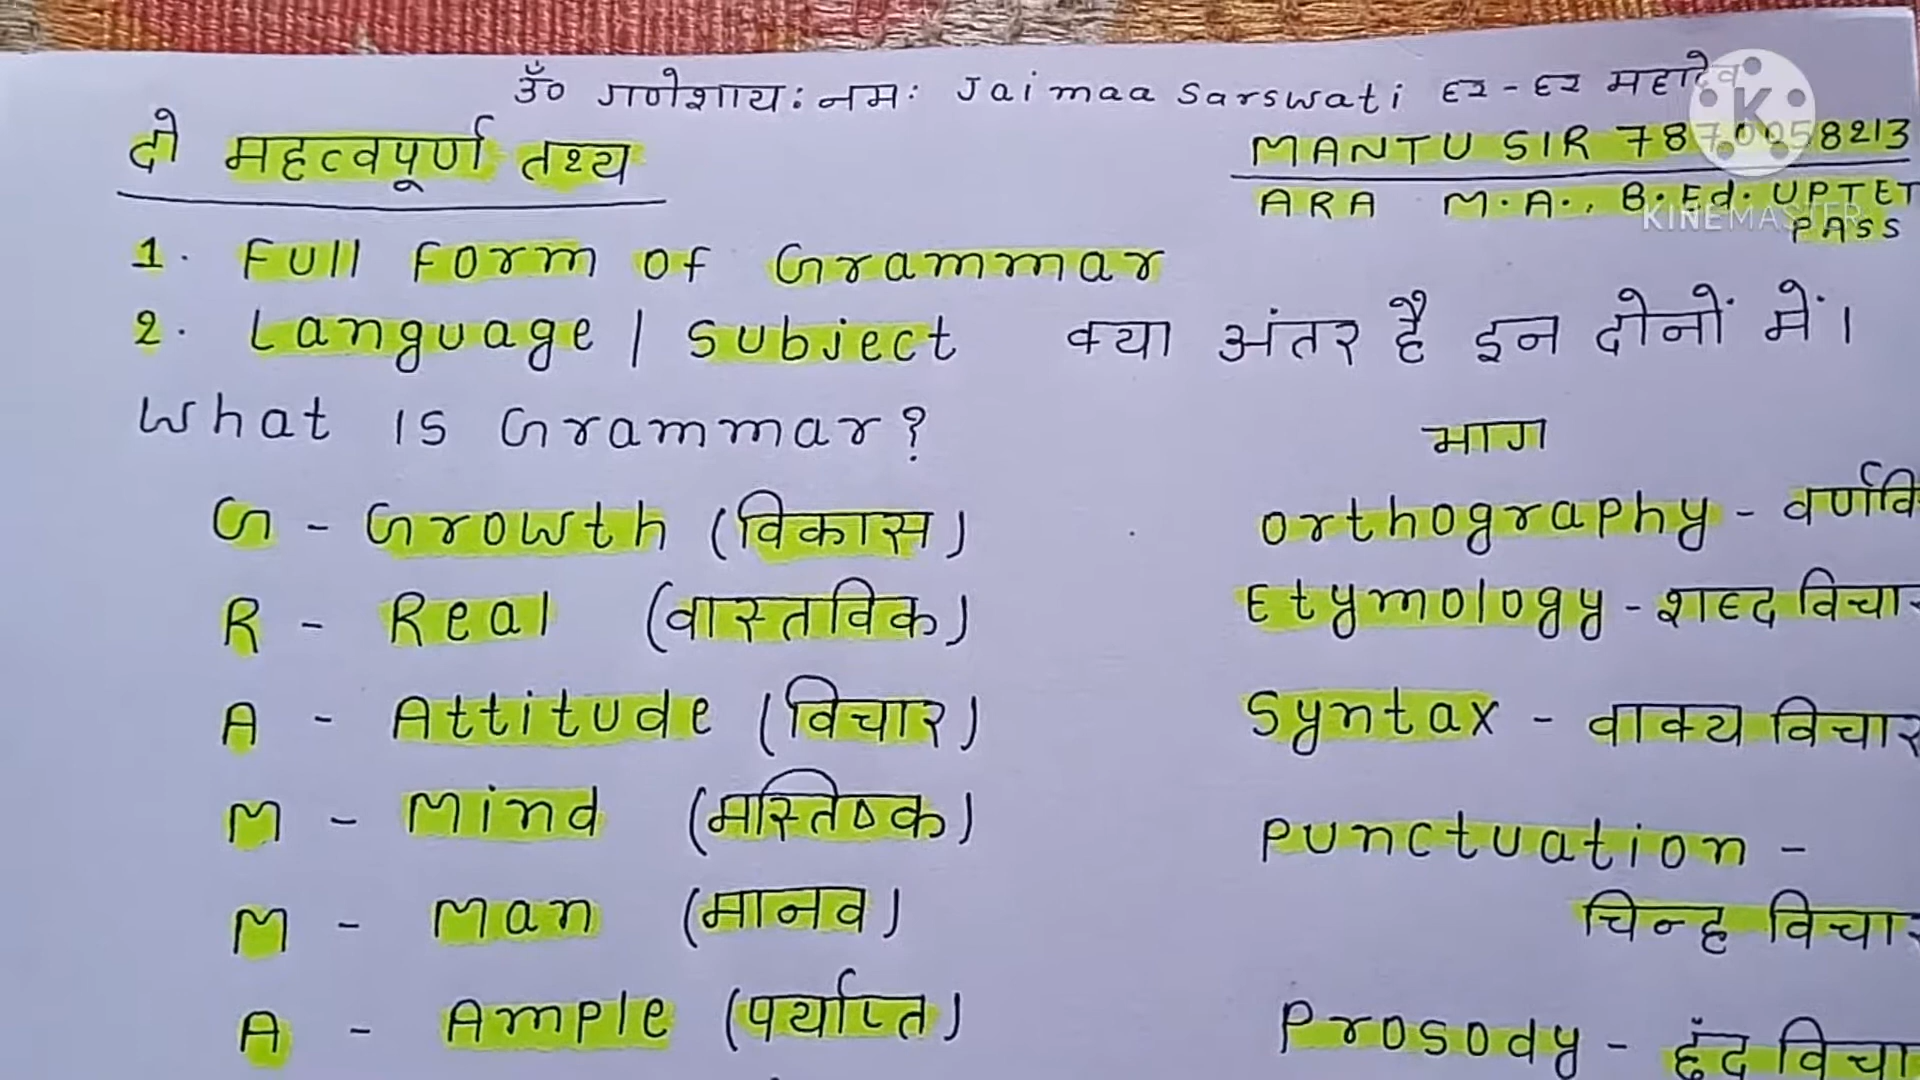 ॐ गणेशाय: नमः Jai maa Sarswati हर-हर महादेव
दो महत्वपूर्ण तथ्य
MANTU SIR 7870058213
ARA M.A., B.Ed. UPTET
PASS
KINEMASTER
1. Full Form OF Grammar
2. Language / Subject क्या अंतर है इन दोनों में।
What IS Grammar?
भाग
G - Growth (विकास)
Orthography - वर्णवि
R - Real (वास्तविक)
Etymology - शब्द विचार
A - Attitude (विचार)
Syntax - वाक्य विचार
M - Mind (मस्तिष्क)
Punctuation -
चिन्ह विचार
M - Man (मानव)
A - Ample (पर्याप्त)
Prosody - छंद विचा